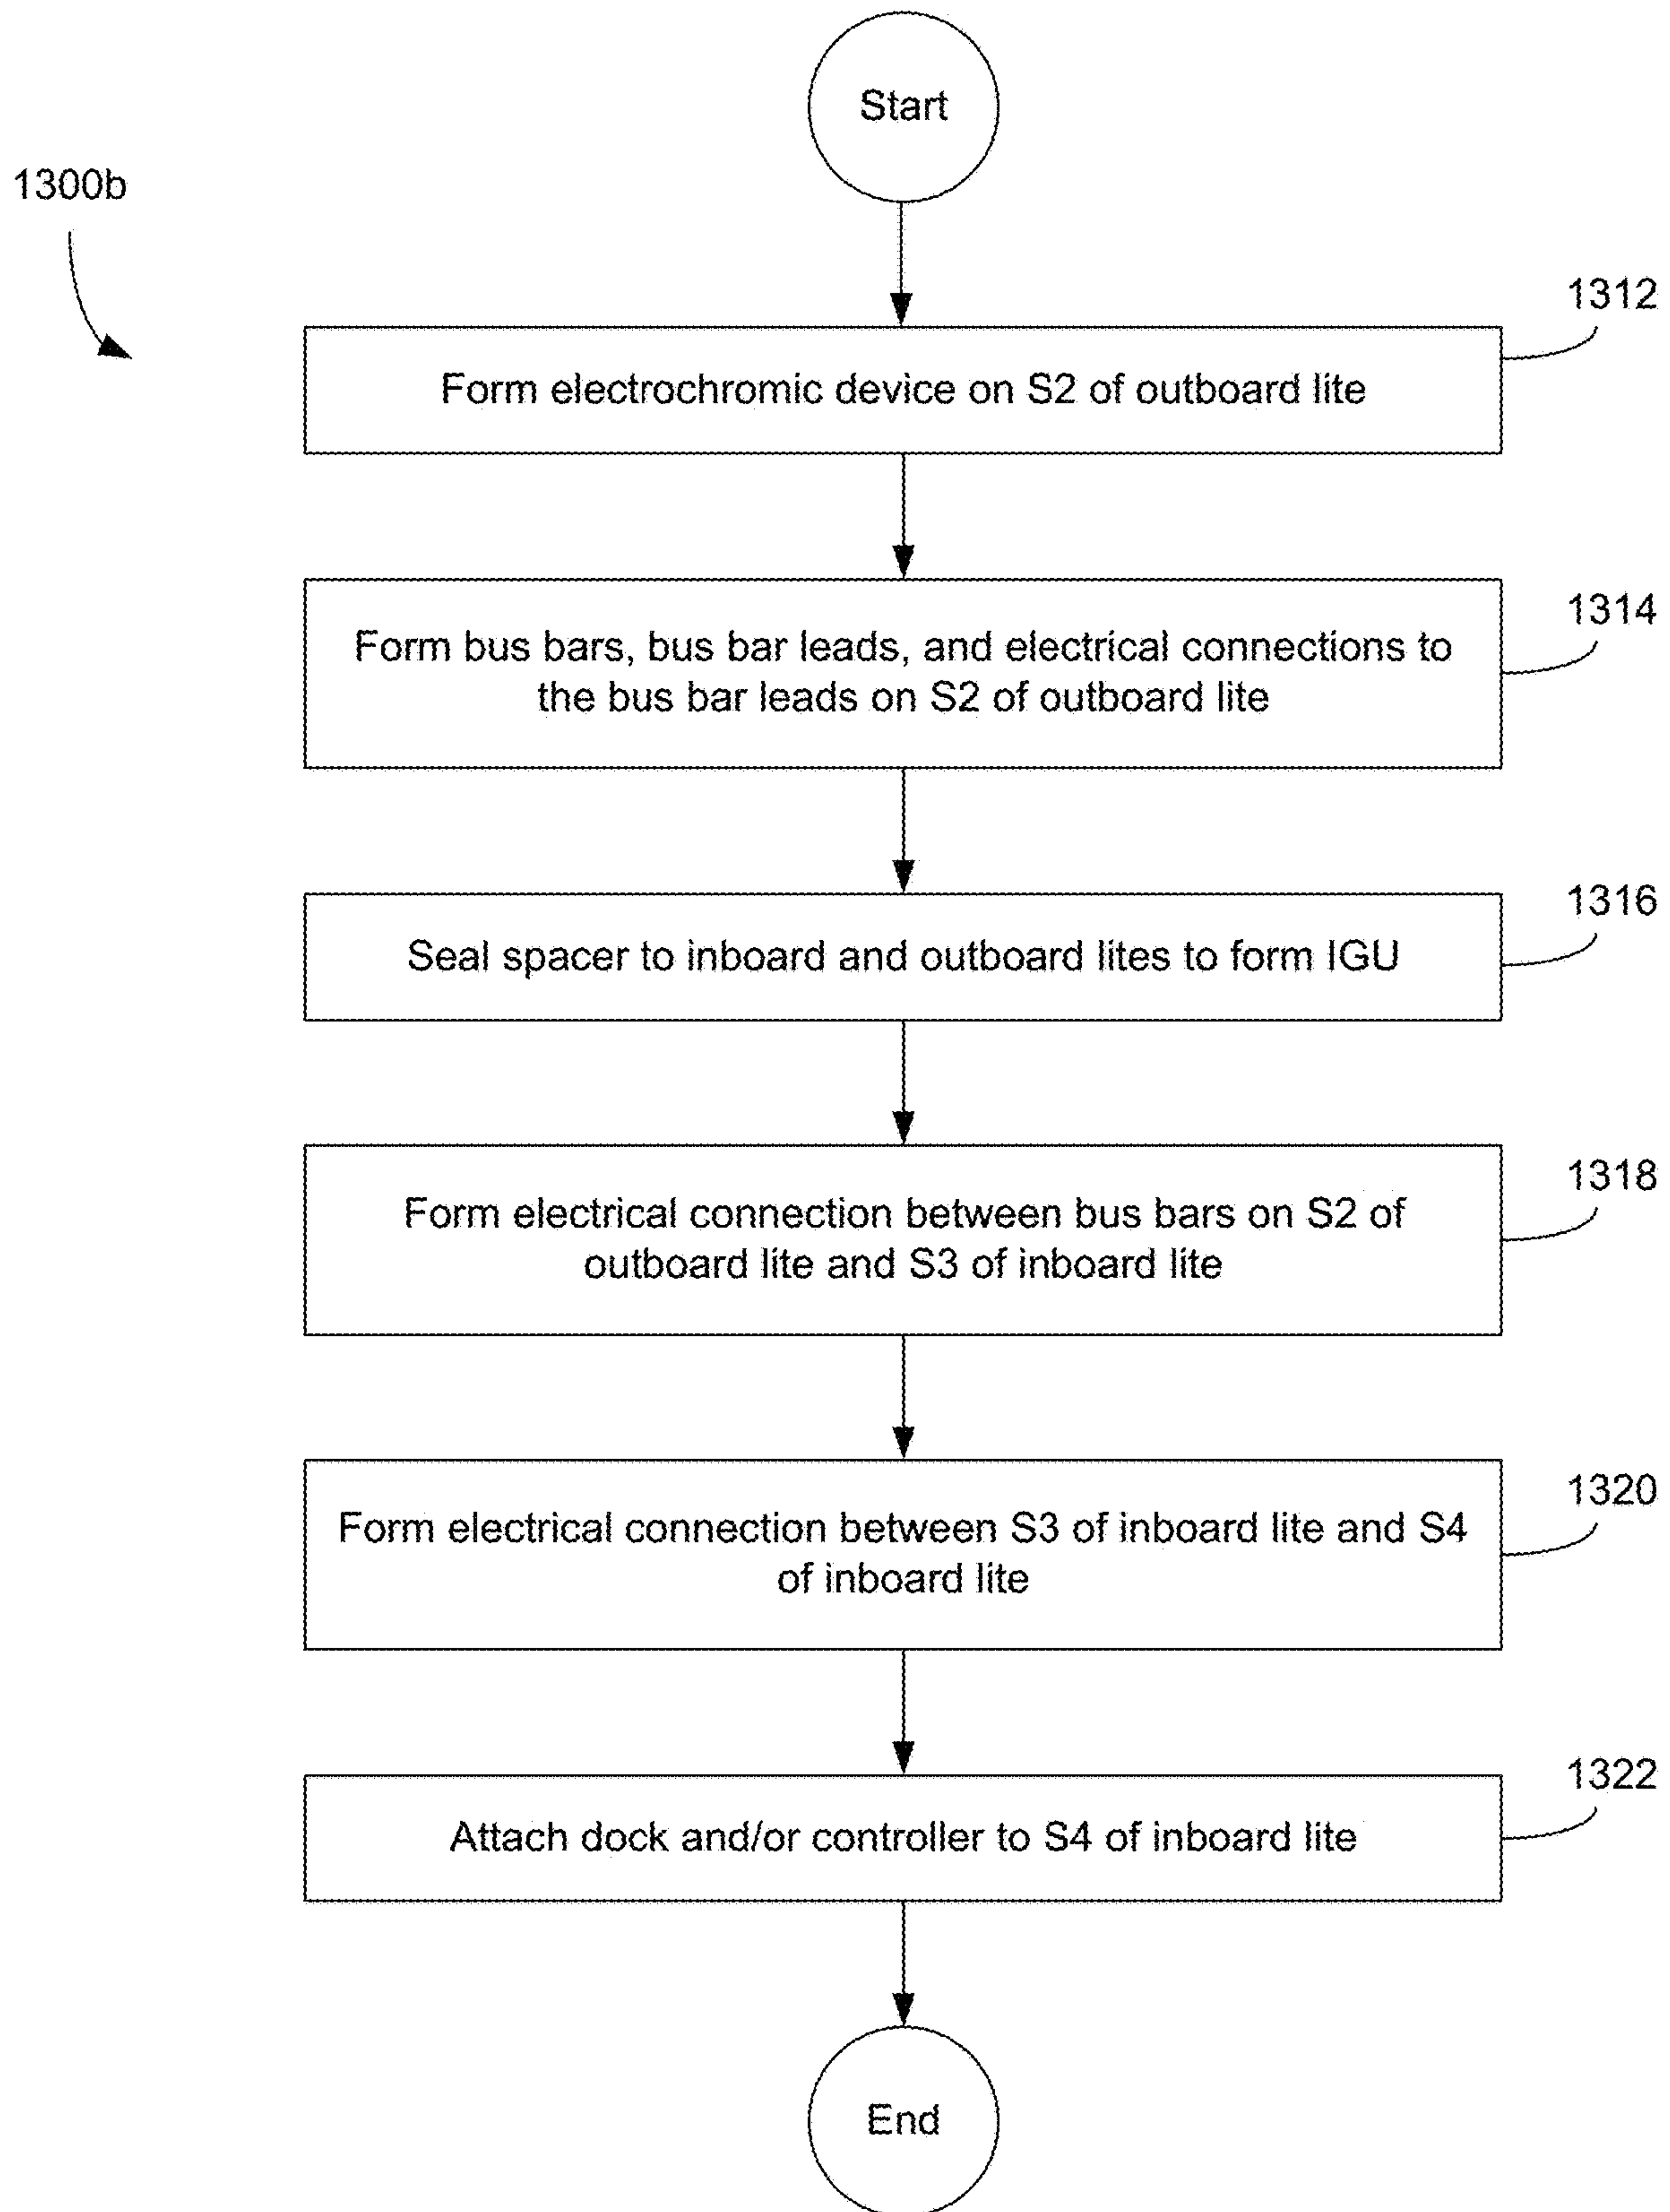 Start
1300b
1312
Form electrochromic device on S2 of outboard lite
1314
Form bus bars, bus bar leads, and electrical connections to
the bus bar leads on S2 of outboard lite
1316
Seal spacer to inboard and outboard lites to form IGU
1318
Form electrical connection between bus bars on S2 of
outboard lite and S3 of inboard lite
1320
Form electrical connection between S3 of inboard lite and S4
of inboard lite
1322
Attach dock and/or controller to S4 of inboard lite
End